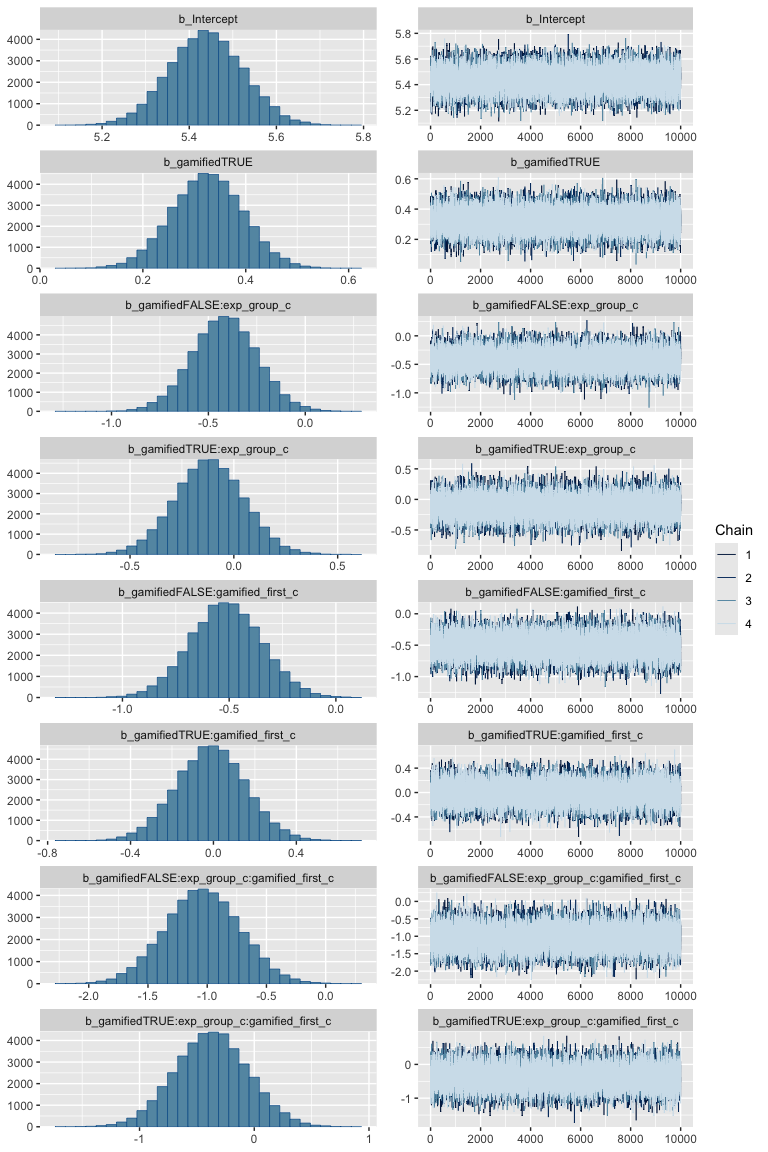 b_Intercept
4000
3000
2000
1000
0
5.2 5.4 5.6 5.8
b_Intercept
5.8
5.6
5.4
5.2
0 2000 4000 6000 8000 10000
b_gamifiedTRUE
4000
3000
2000
1000
0
0.0 0.2 0.4 0.6
b_gamifiedTRUE
0.6
0.4
0.2
0 2000 4000 6000 8000 10000
b_gamifiedFALSE:exp_group_c
4000
3000
2000
1000
0
-1.0 -0.5 0.0
b_gamifiedFALSE:exp_group_c
0.0
-0.5
-1.0
0 2000 4000 6000 8000 10000
b_gamifiedTRUE:exp_group_c
4000
3000
2000
1000
0
-0.5 0.0 0.5
b_gamifiedTRUE:exp_group_c
0.5
0.0
-0.5
0 2000 4000 6000 8000 10000
b_gamifiedFALSE:gamified_first_c
4000
3000
2000
1000
0
-1.0 -0.5 0.0
b_gamifiedFALSE:gamified_first_c
0.0
-0.5
-1.0
0 2000 4000 6000 8000 10000
b_gamifiedTRUE:gamified_first_c
4000
3000
2000
1000
0
-0.8 -0.4 0.0 0.4
b_gamifiedTRUE:gamified_first_c
0.4
0.0
-0.4
0 2000 4000 6000 8000 10000
b_gamifiedFALSE:exp_group_c:gamified_first_c
4000
3000
2000
1000
0
-2.0 -1.5 -1.0 -0.5 0.0
b_gamifiedFALSE:exp_group_c:gamified_first_c
0.0
-0.5
-1.0
-1.5
-2.0
0 2000 4000 6000 8000 10000
b_gamifiedTRUE:exp_group_c:gamified_first_c
4000
3000
2000
1000
0
-1 0 1
b_gamifiedTRUE:exp_group_c:gamified_first_c
0
-1
0 2000 4000 6000 8000 10000
Chain
1
2
3
4